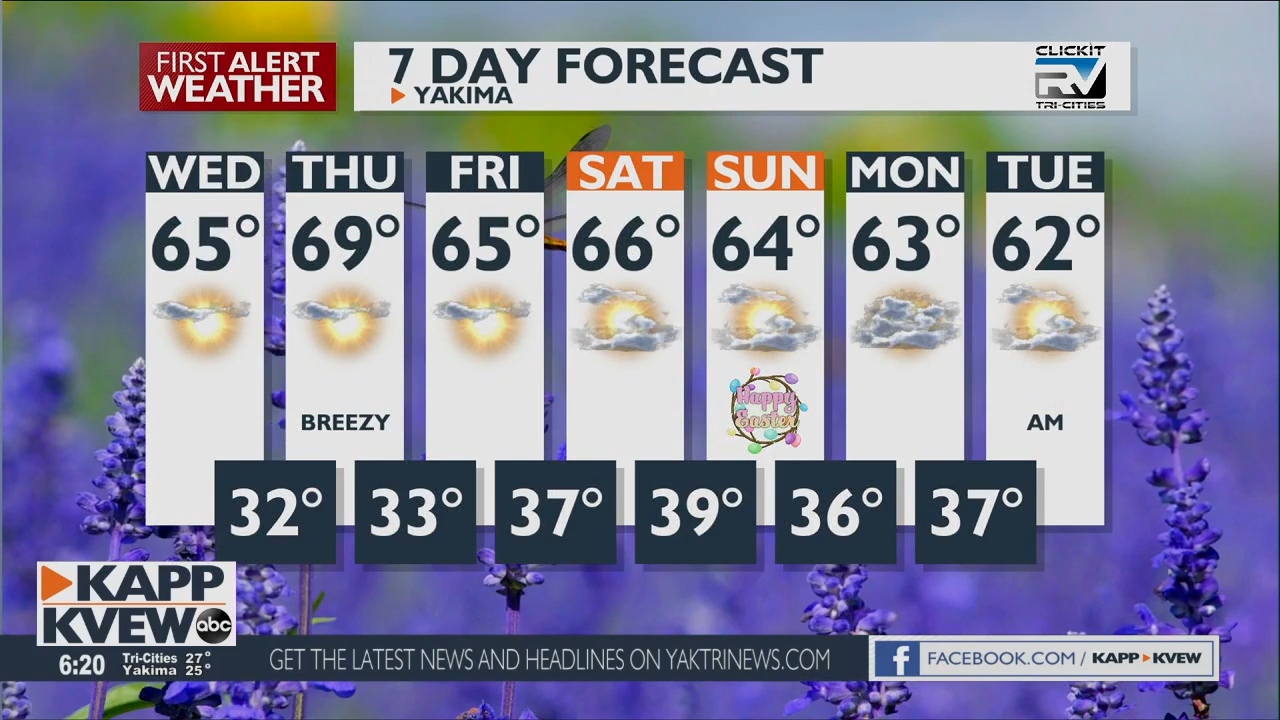 FIRST ALERT
WEATHER
7 DAY FORECAST
YAKIMA
CLICKIT
RV
TRI-CITIES
WED THU FRI SAT SUN MON TUE
65° 69° 65° 66° 64° 63° 62°
Happy
Easter
BREEZY AM
32° 33° 37° 39° 36° 37°
KAPP
KVEW abc
6:20
Tri-Cities 27°
Yakima 25°
GET THE LATEST NEWS AND HEADLINES ON YAKTRINEWS.COM
f FACEBOOK.COM / KAPP KVEW